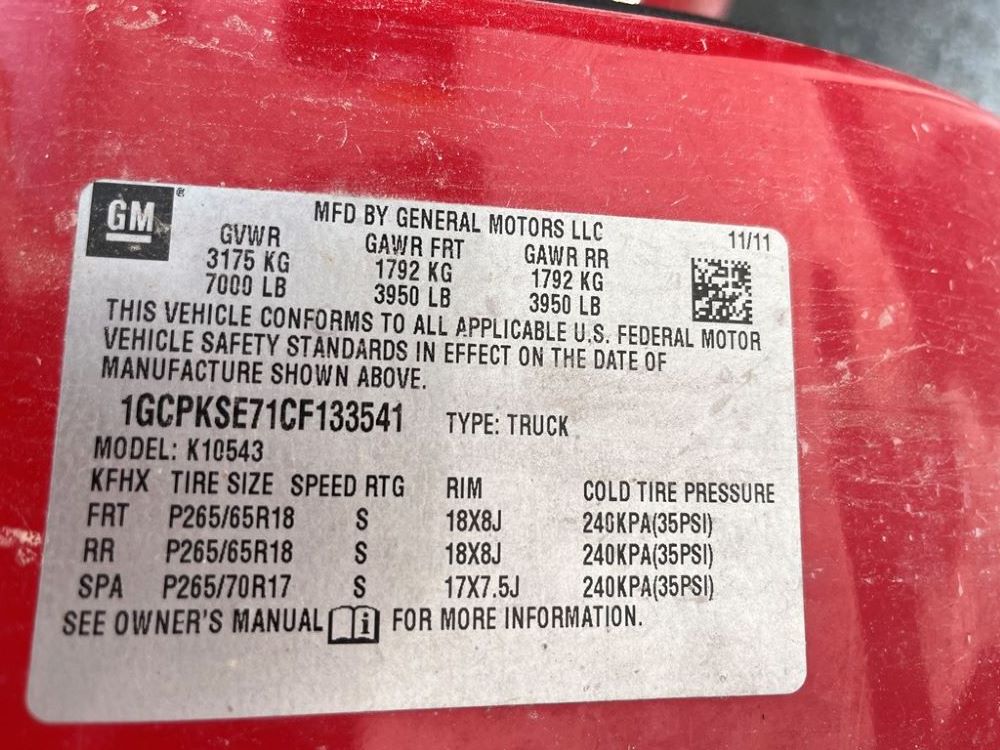 GM ®
MFD BY GENERAL MOTORS LLC
11/11
GVWR GAWR FRT GAWR RR
3175 KG 1792 KG 1792 KG
7000 LB 3950 LB 3950 LB
THIS VEHICLE CONFORMS TO ALL APPLICABLE U.S. FEDERAL MOTOR
VEHICLE SAFETY STANDARDS IN EFFECT ON THE DATE OF
MANUFACTURE SHOWN ABOVE.
1GCPKSE71CF133541 TYPE: TRUCK
MODEL: K10543
KFHX TIRE SIZE SPEED RTG RIM COLD TIRE PRESSURE
FRT P265/65R18 S 18X8J 240KPA(35PSI)
RR P265/65R18 S 18X8J 240KPA(35PSI)
SPA P265/70R17 S 17X7.5J 240KPA(35PSI)
SEE OWNER'S MANUAL i FOR MORE INFORMATION.